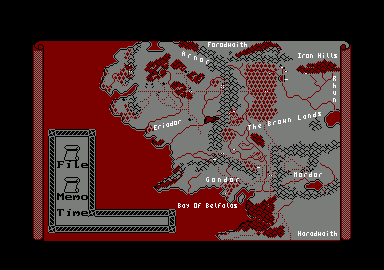 Forodwaith
Arnor
Iron Hills
Rhun
The Brown Lands
Eriador
File
Gondor
Mordor
Memo
Bay Of Belfalas
Time
Haradwaith